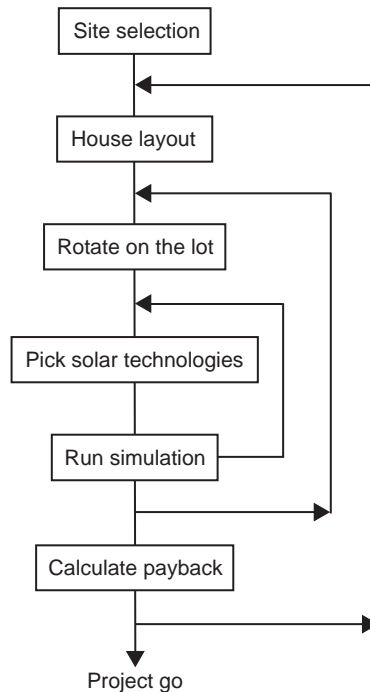 Site selection
House layout
Rotate on the lot
Pick solar technologies
Run simulation
Calculate payback
Project go